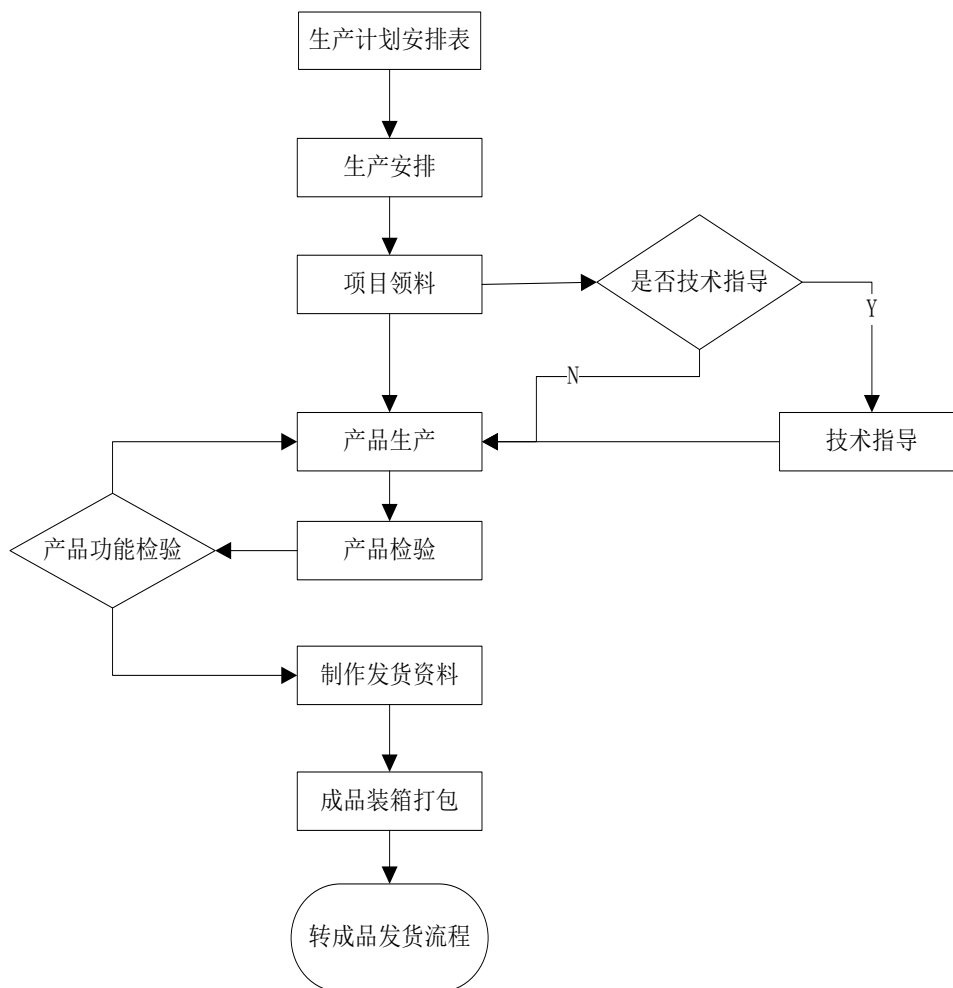 生产计划安排表
生产安排
项目领料
是否技术指导
Y
N
产品生产
技术指导
产品功能检验
产品检验
制作发货资料
成品装箱打包
转成品发货流程